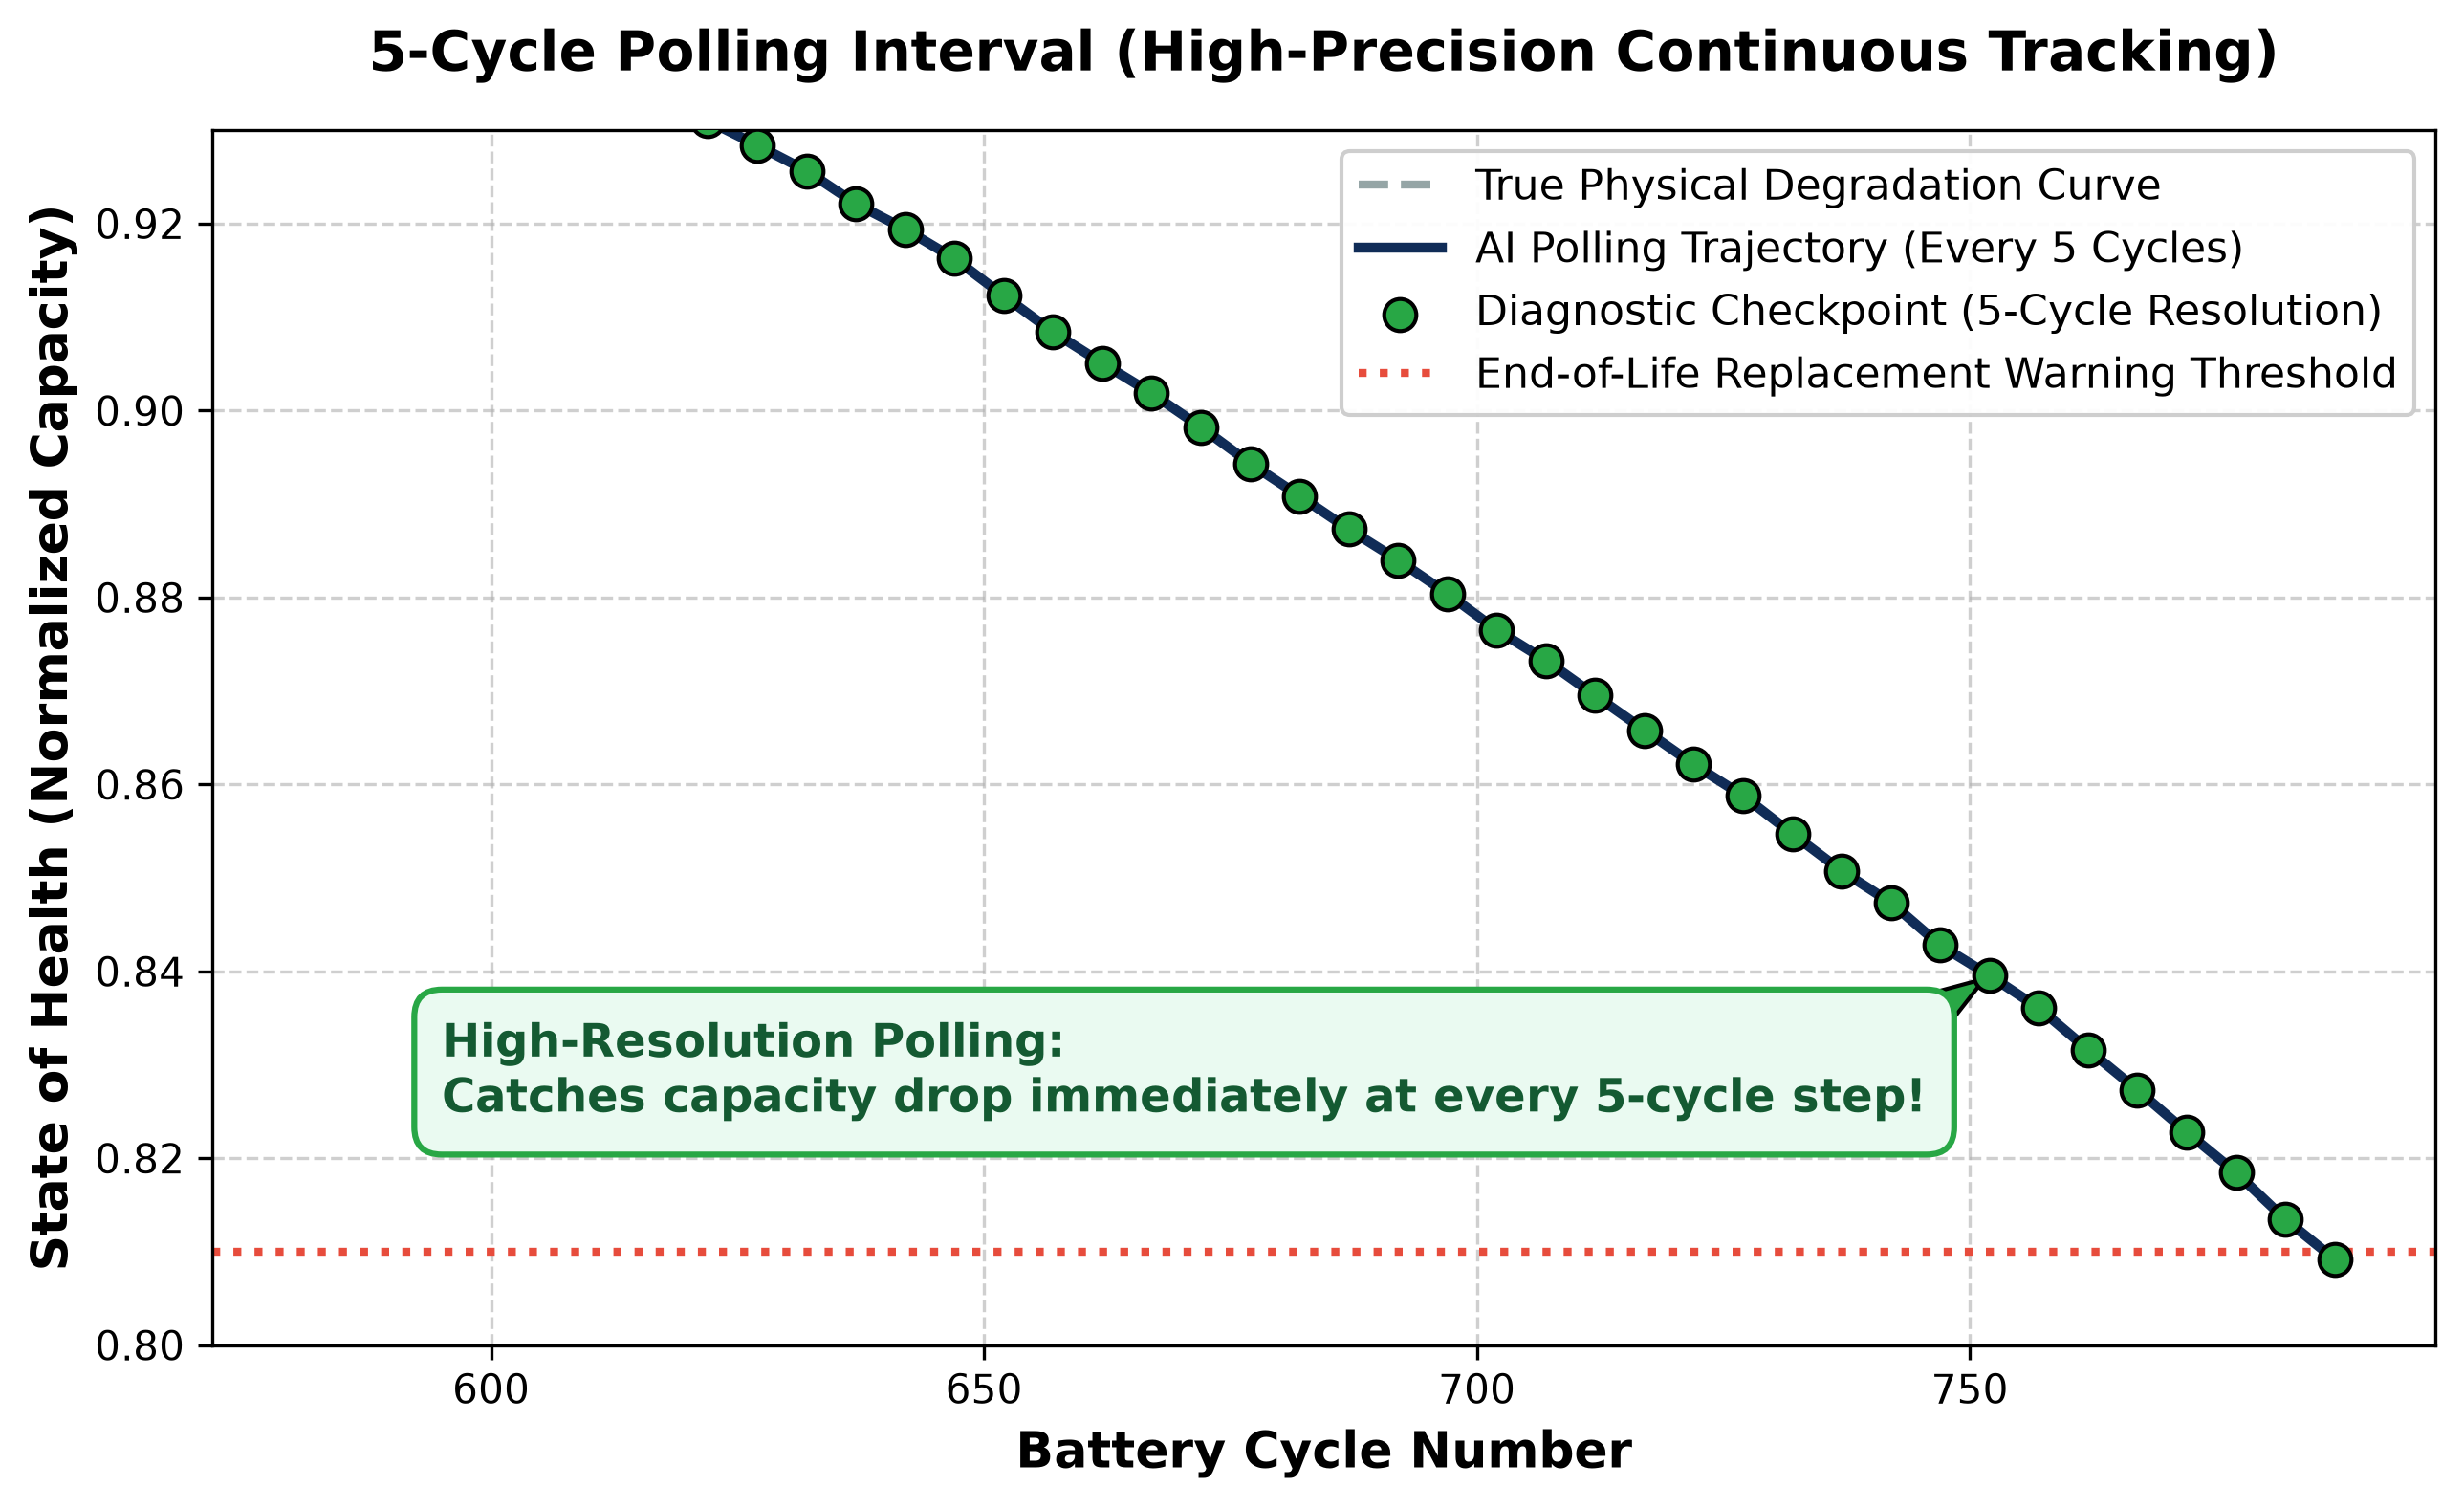 5-Cycle Polling Interval (High-Precision Continuous Tracking)
State of Health (Normalized Capacity)
0.92
0.90
0.88
0.86
0.84
0.82
0.80
True Physical Degradation Curve
AI Polling Trajectory (Every 5 Cycles)
Diagnostic Checkpoint (5-Cycle Resolution)
End-of-Life Replacement Warning Threshold
High-Resolution Polling:
Catches capacity drop immediately at every 5-cycle step!
600 650 700 750
Battery Cycle Number